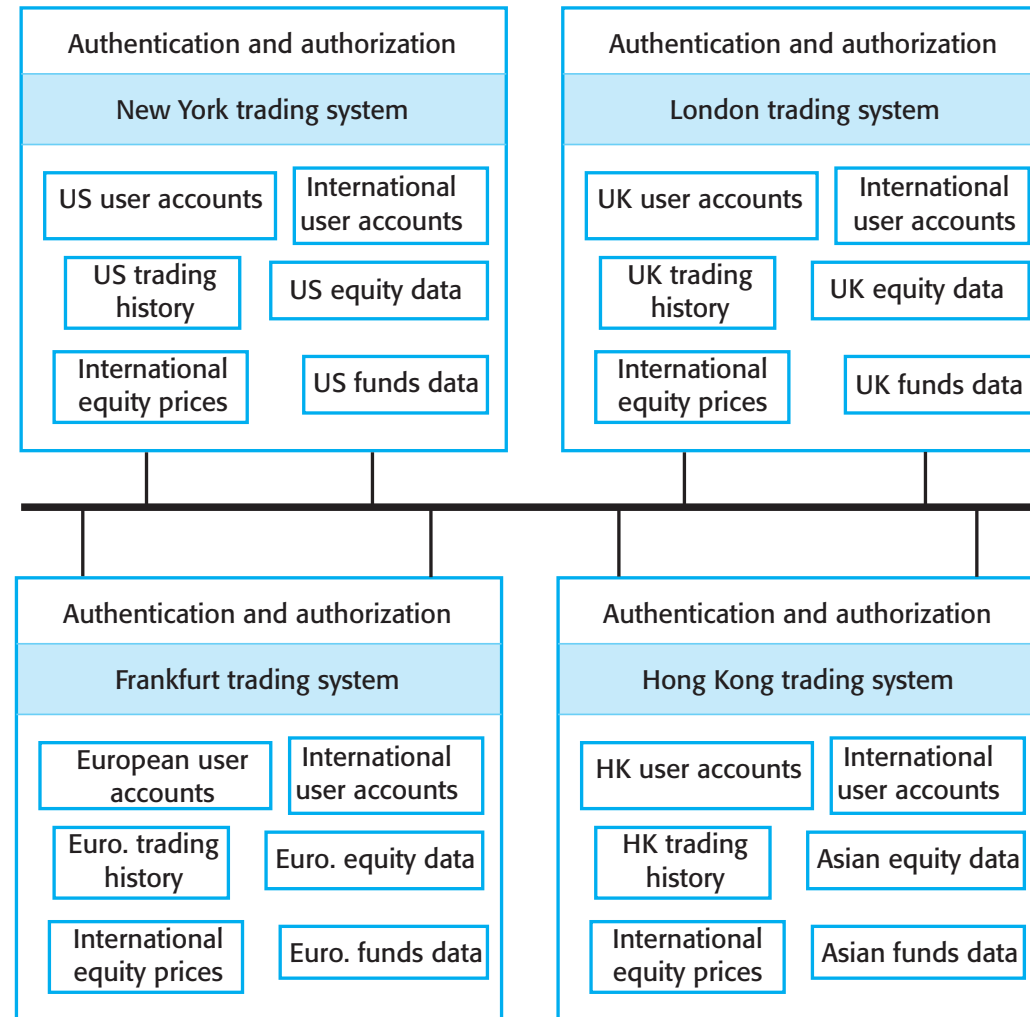 Authentication and authorization
New York trading system
US user accounts
International
user accounts
US trading
history
US equity data
International
equity prices
US funds data
Authentication and authorization
London trading system
UK user accounts
International
user accounts
UK trading
history
UK equity data
International
equity prices
UK funds data
Authentication and authorization
Frankfurt trading system
European user
accounts
International
user accounts
Euro. trading
history
Euro. equity data
International
equity prices
Euro. funds data
Authentication and authorization
Hong Kong trading system
HK user accounts
International
user accounts
HK trading
history
Asian equity data
International
equity prices
Asian funds data